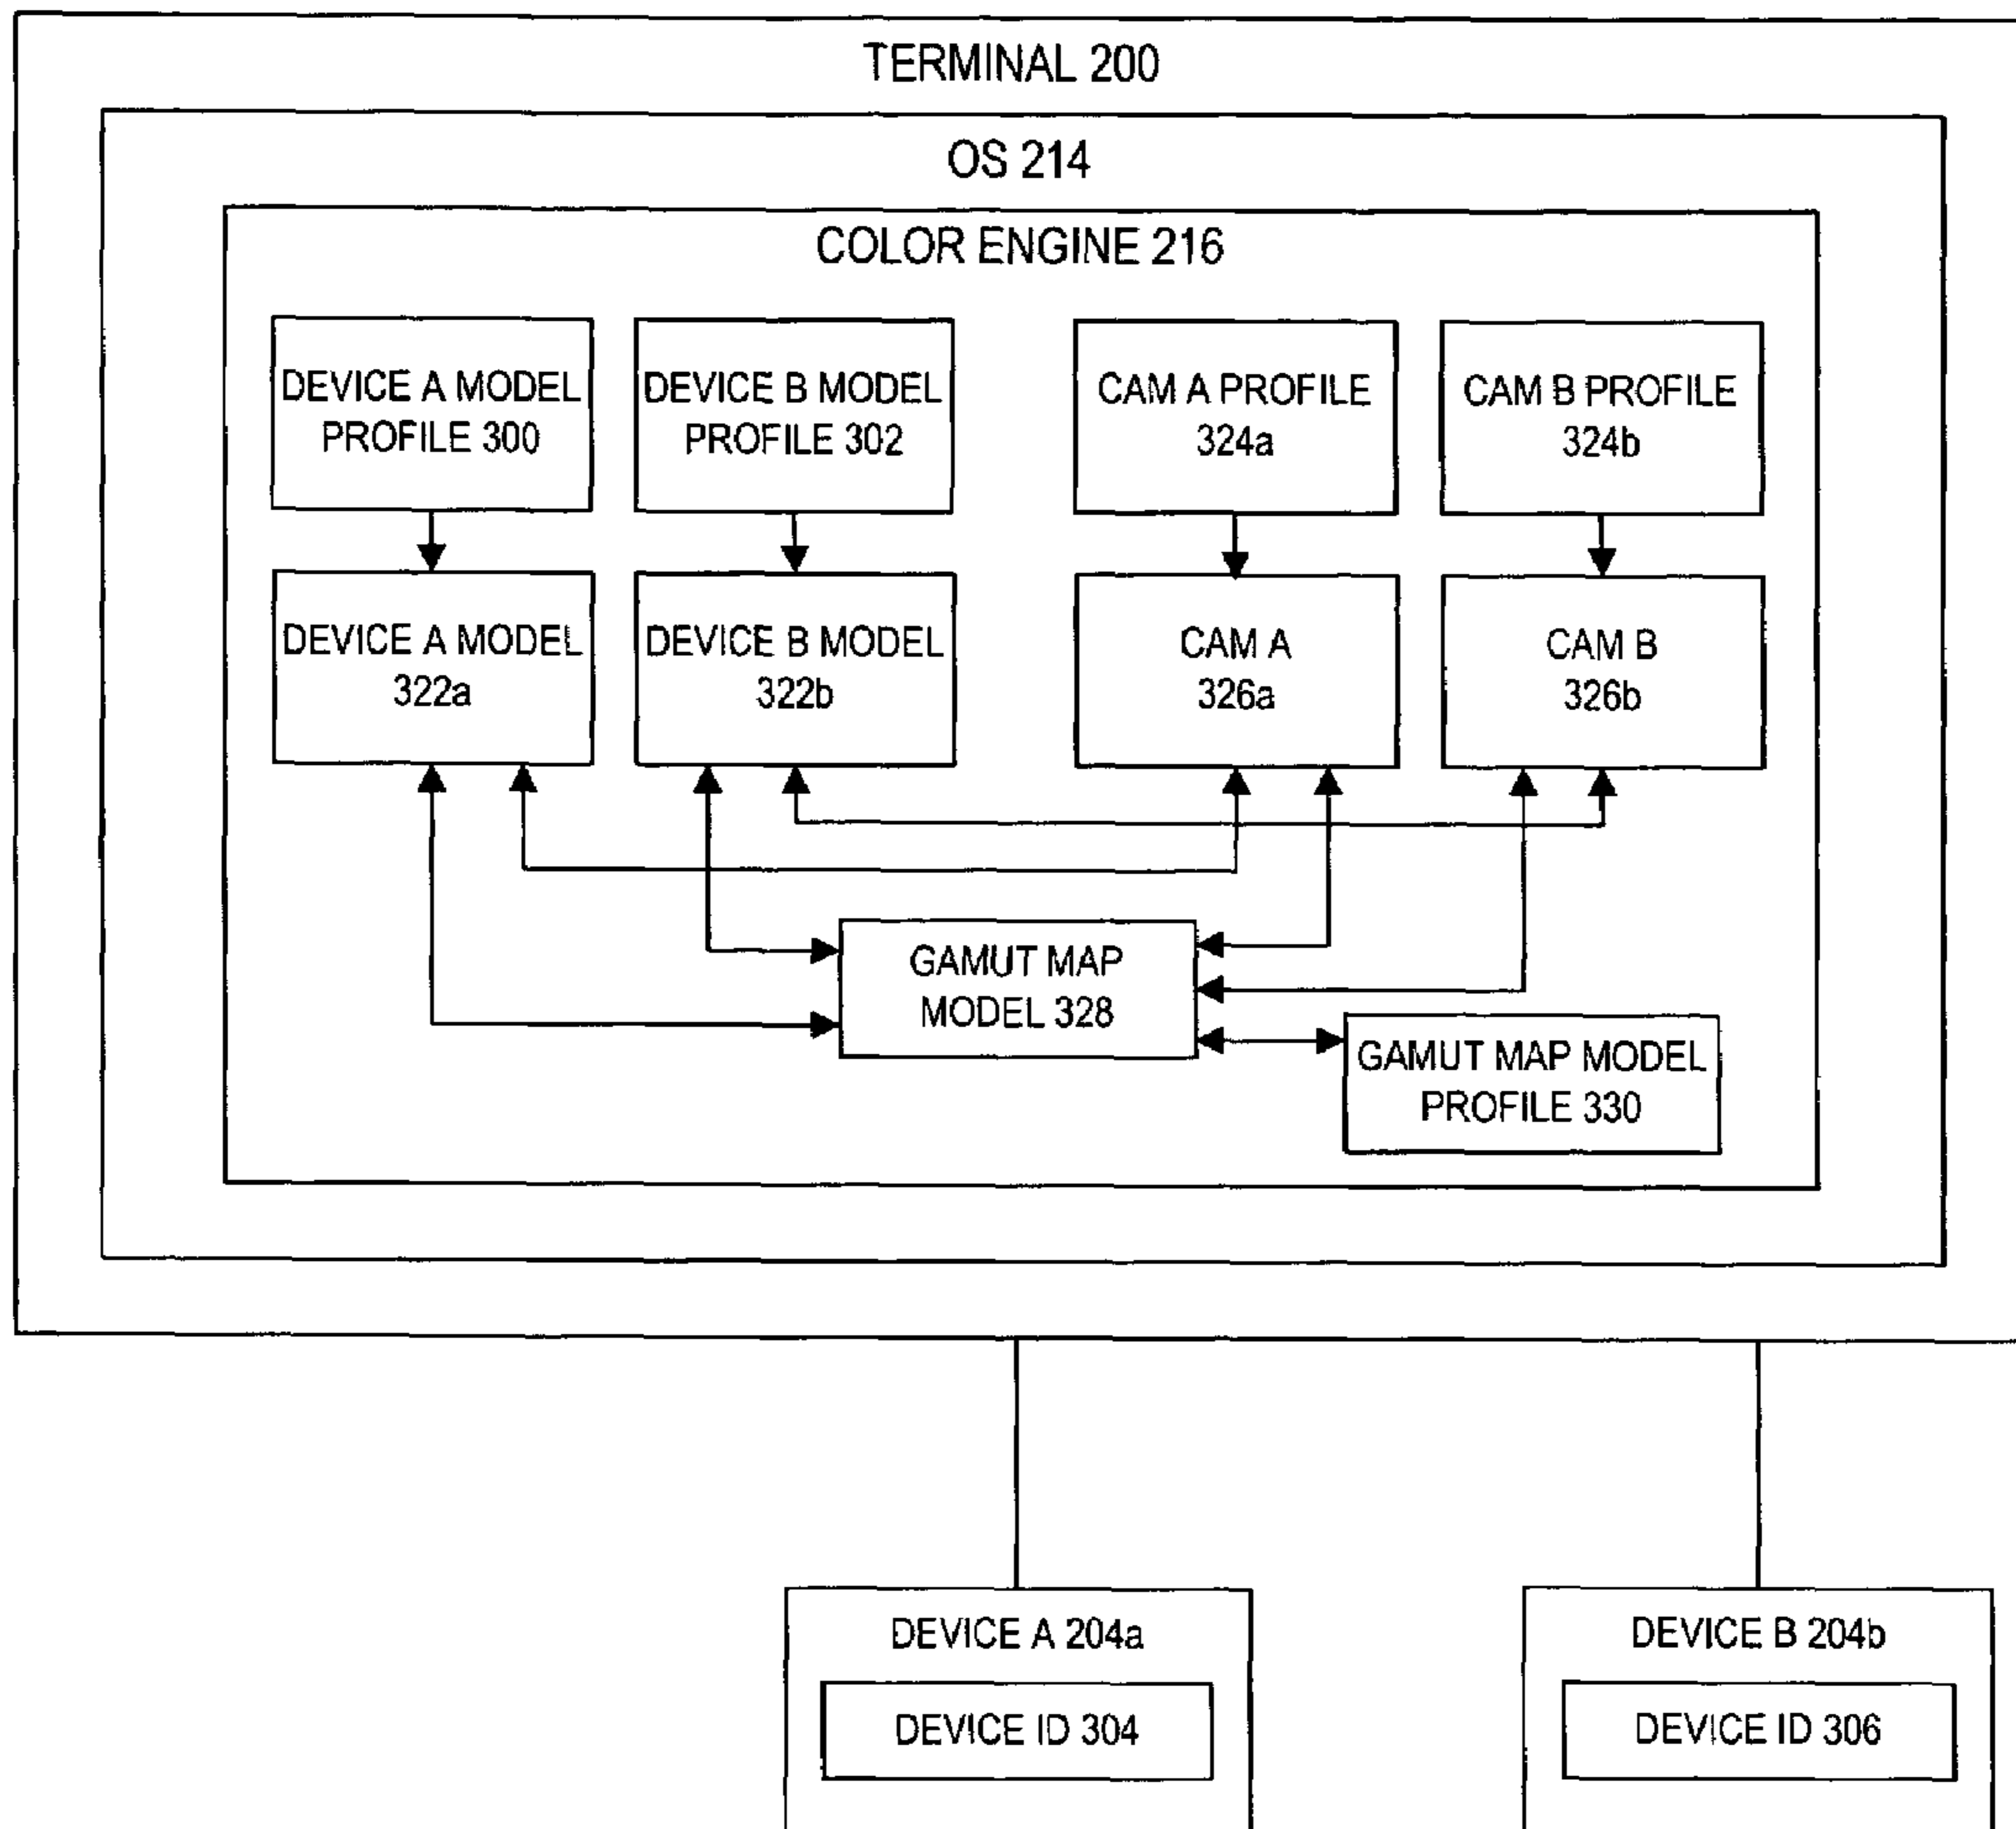 TERMINAL 200
OS 214
COLOR ENGINE 216
DEVICE A MODEL
PROFILE 300
DEVICE B MODEL
PROFILE 302
CAM A PROFILE
324a
CAM B PROFILE
324b
DEVICE A MODEL
322a
DEVICE B MODEL
322b
CAM A
326a
CAM B
326b
GAMUT MAP
MODEL 328
GAMUT MAP MODEL
PROFILE 330
DEVICE A 204a
DEVICE ID 304
DEVICE B 204b
DEVICE ID 306